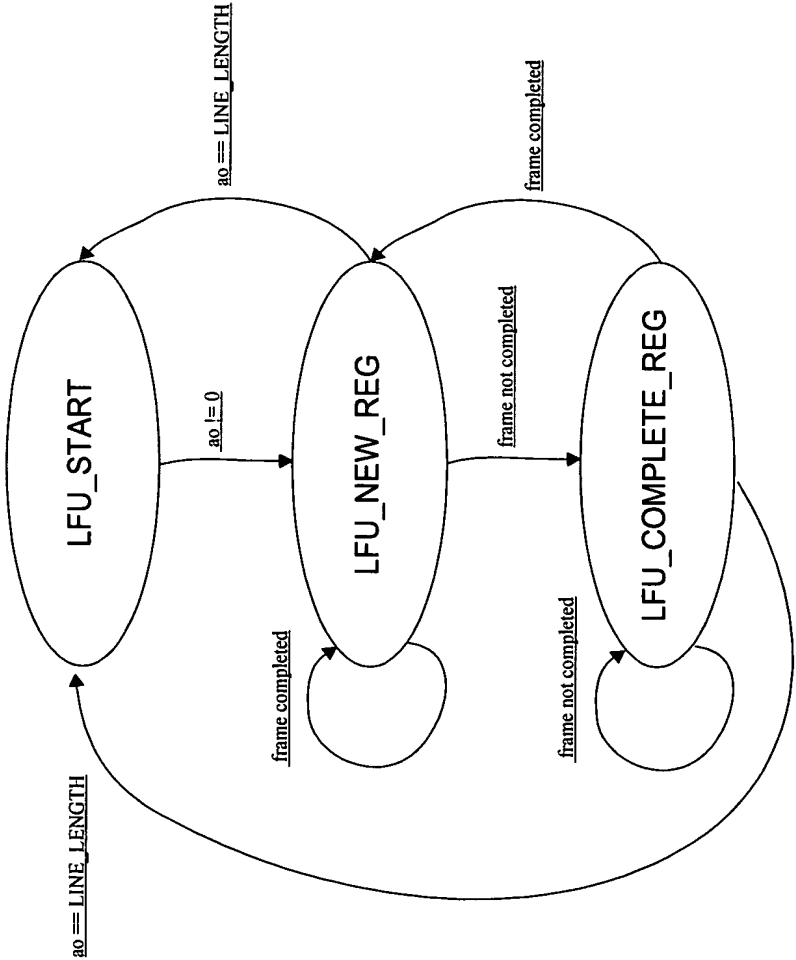 ao == LINE_LENGTH
LFU_START
ao != 0
ao == LINE_LENGTH
frame completed
LFU_NEW_REG
frame not completed
frame completed
frame not completed
LFU_COMPLETE_REG